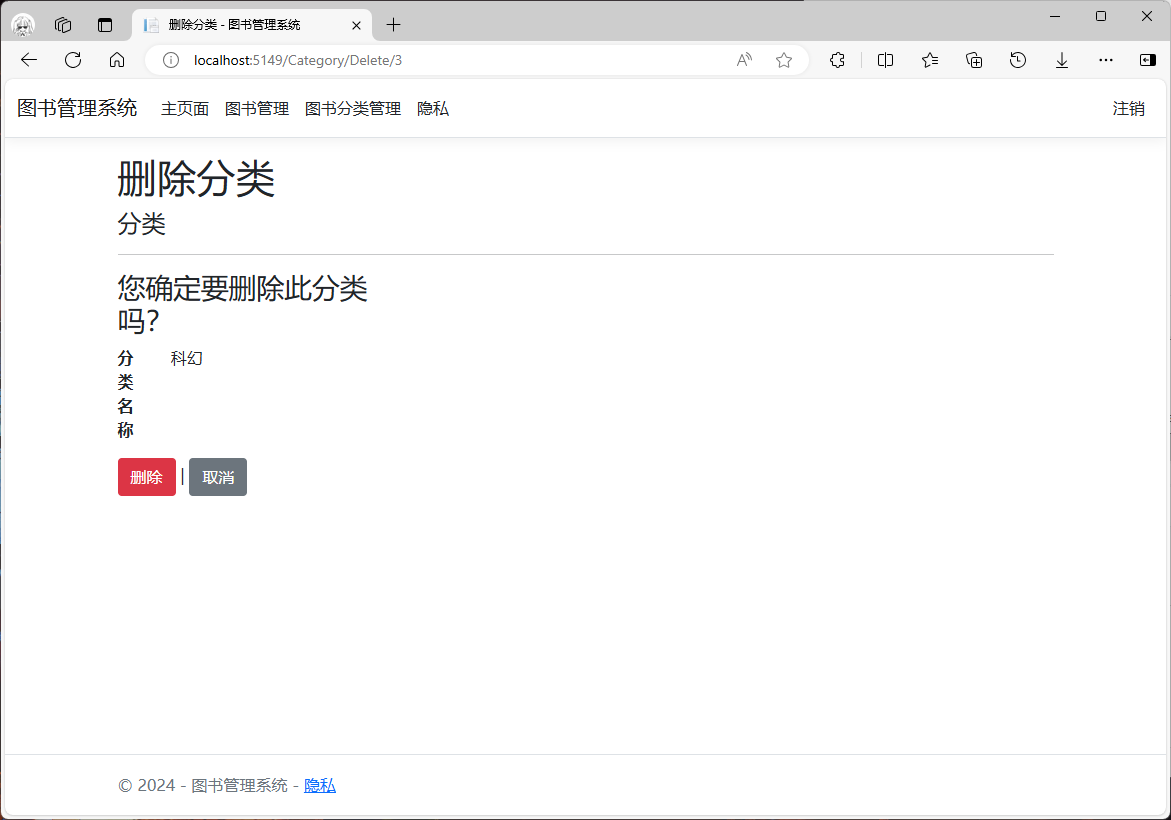 删除分类 - 图书管理系统
localhost:5149/Category/Delete/3
图书管理系统 主页面 图书管理 图书分类管理 隐私 注销
删除分类
分类
您确定要删除此分类
吗？
分 科幻
类
名
称
删除 | 取消
© 2024 - 图书管理系统 - 隐私